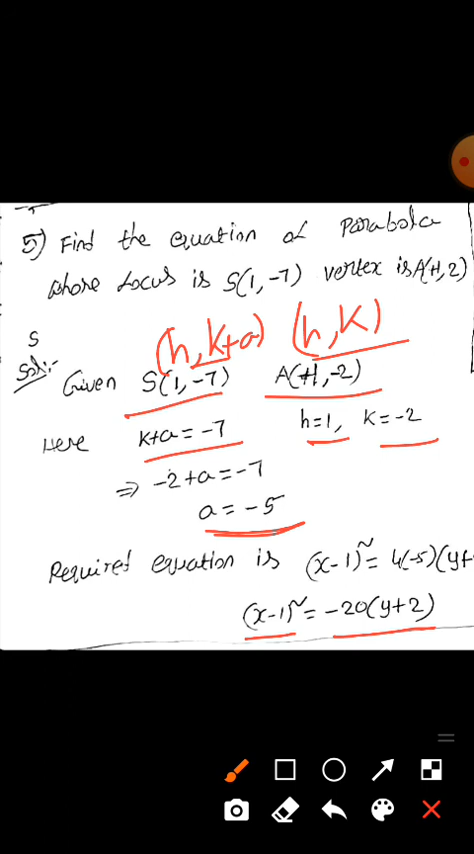 5) Find the equation of Parabola
whose focus is S(1,-7) vertex is A(+1,2)
S
Sol:-
(h, k+a) (h, k)
Given S(1,-7) A(+1,-2)
Here k+a = -7 h=1, k=-2
⇒ -2+a = -7
a = -5
Required equation is (x-1)² = 4(-5)(y+
(x-1)² = -20(y+2)